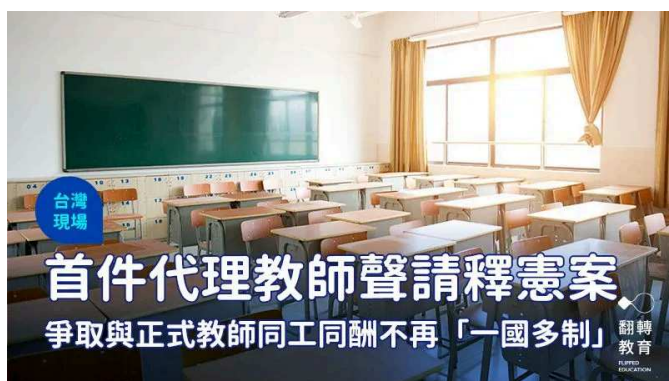 台灣
現場
首件代理教師聲請釋憲案
爭取與正式教師同工同酬不再「一國多制」
翻轉
教育
FLIPPED
EDUCATION